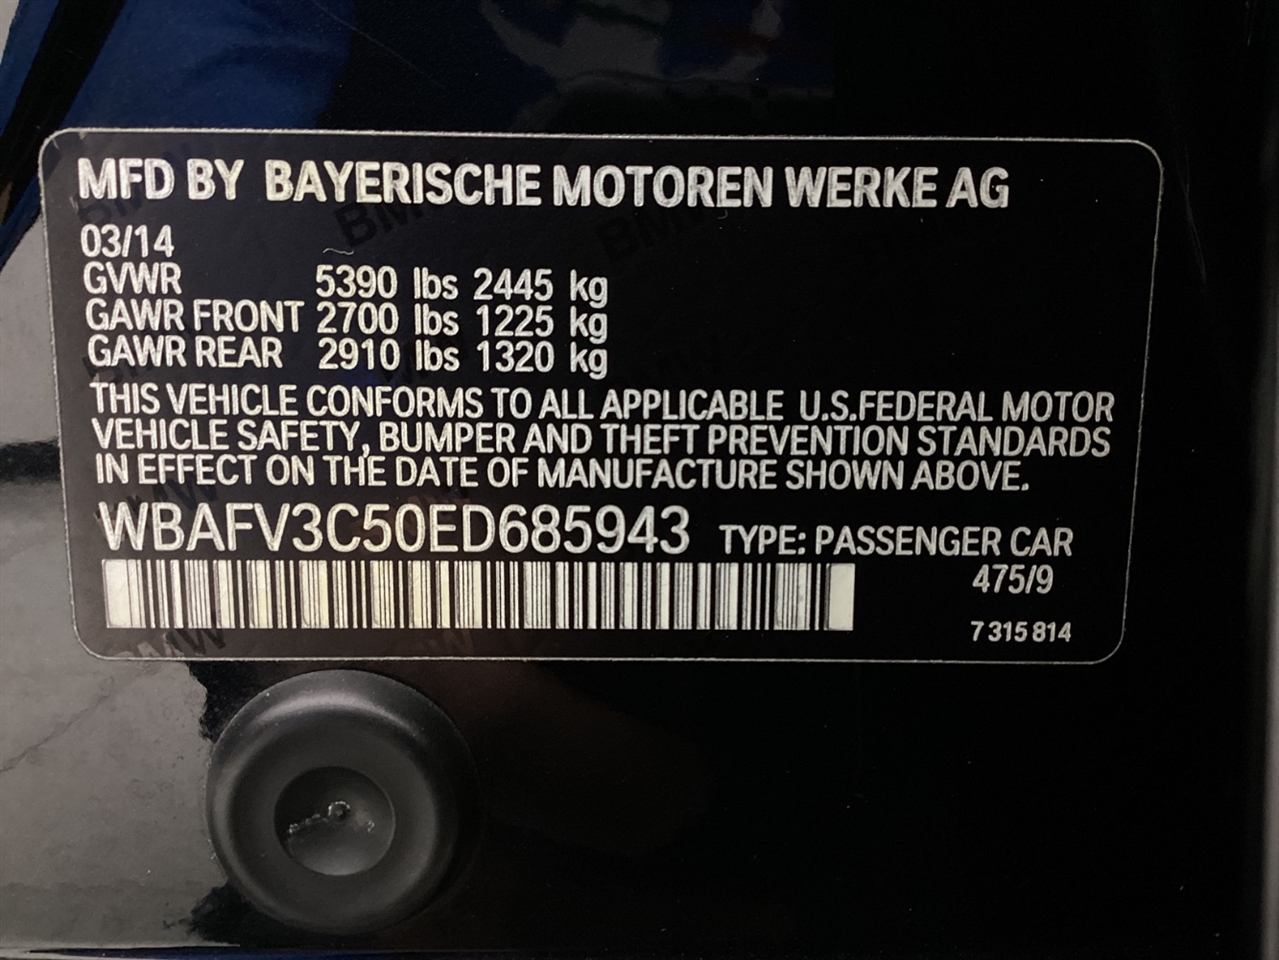 MFD BY BAYERISCHE MOTOREN WERKE AG
03/14
GVWR 5390 lbs 2445 kg
GAWR FRONT 2700 lbs 1225 kg
GAWR REAR 2910 lbs 1320 kg
THIS VEHICLE CONFORMS TO ALL APPLICABLE U.S.FEDERAL MOTOR
VEHICLE SAFETY, BUMPER AND THEFT PREVENTION STANDARDS
IN EFFECT ON THE DATE OF MANUFACTURE SHOWN ABOVE.
WBAFV3C50ED685943 TYPE: PASSENGER CAR
475/9
7 315 814